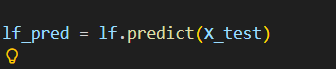 lf_pred = lf.predict(X_test)